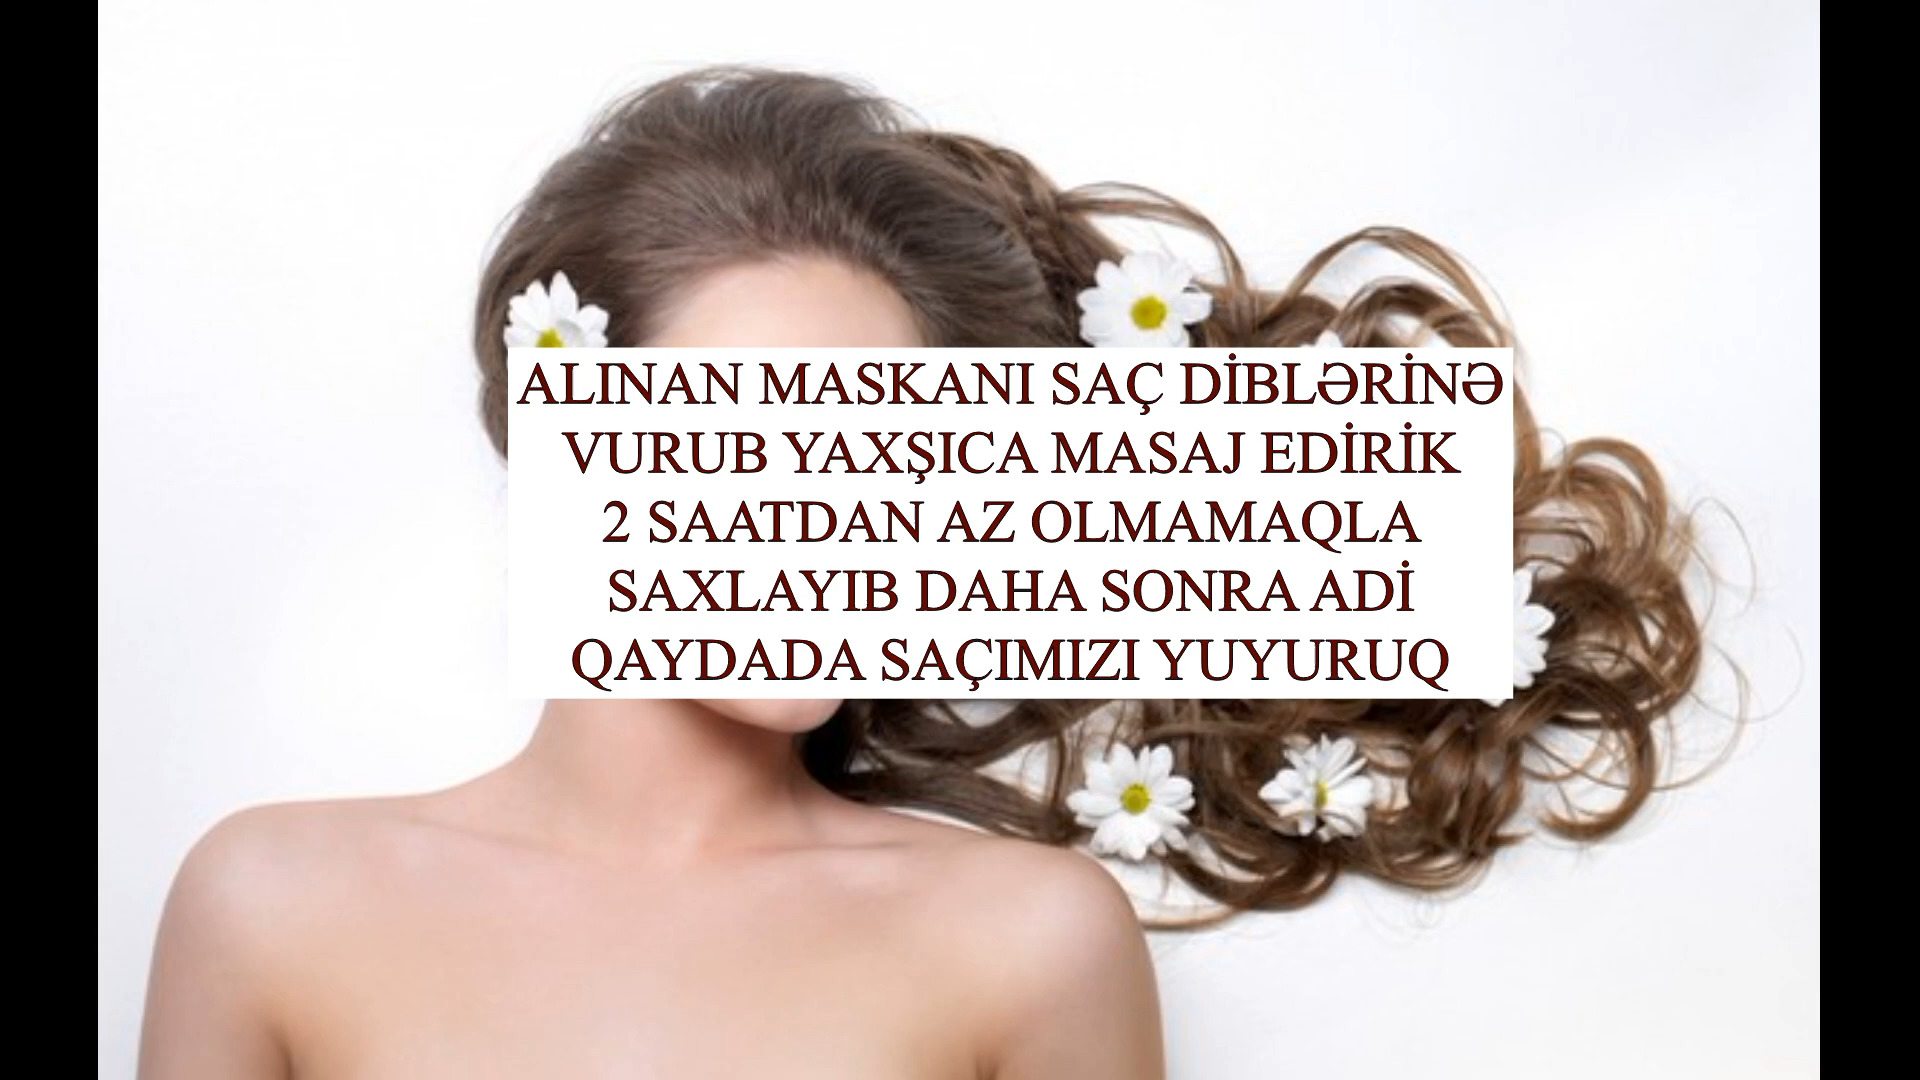 ALINAN MASKANI SAÇ DİBLƏRİNƏ
VURUB YAXŞICA MASAJ EDİRİK
2 SAATDAN AZ OLMAMAQLA
SAXLAYIB DAHA SONRA ADİ
QAYDADA SAÇIMIZI YUYURUQ